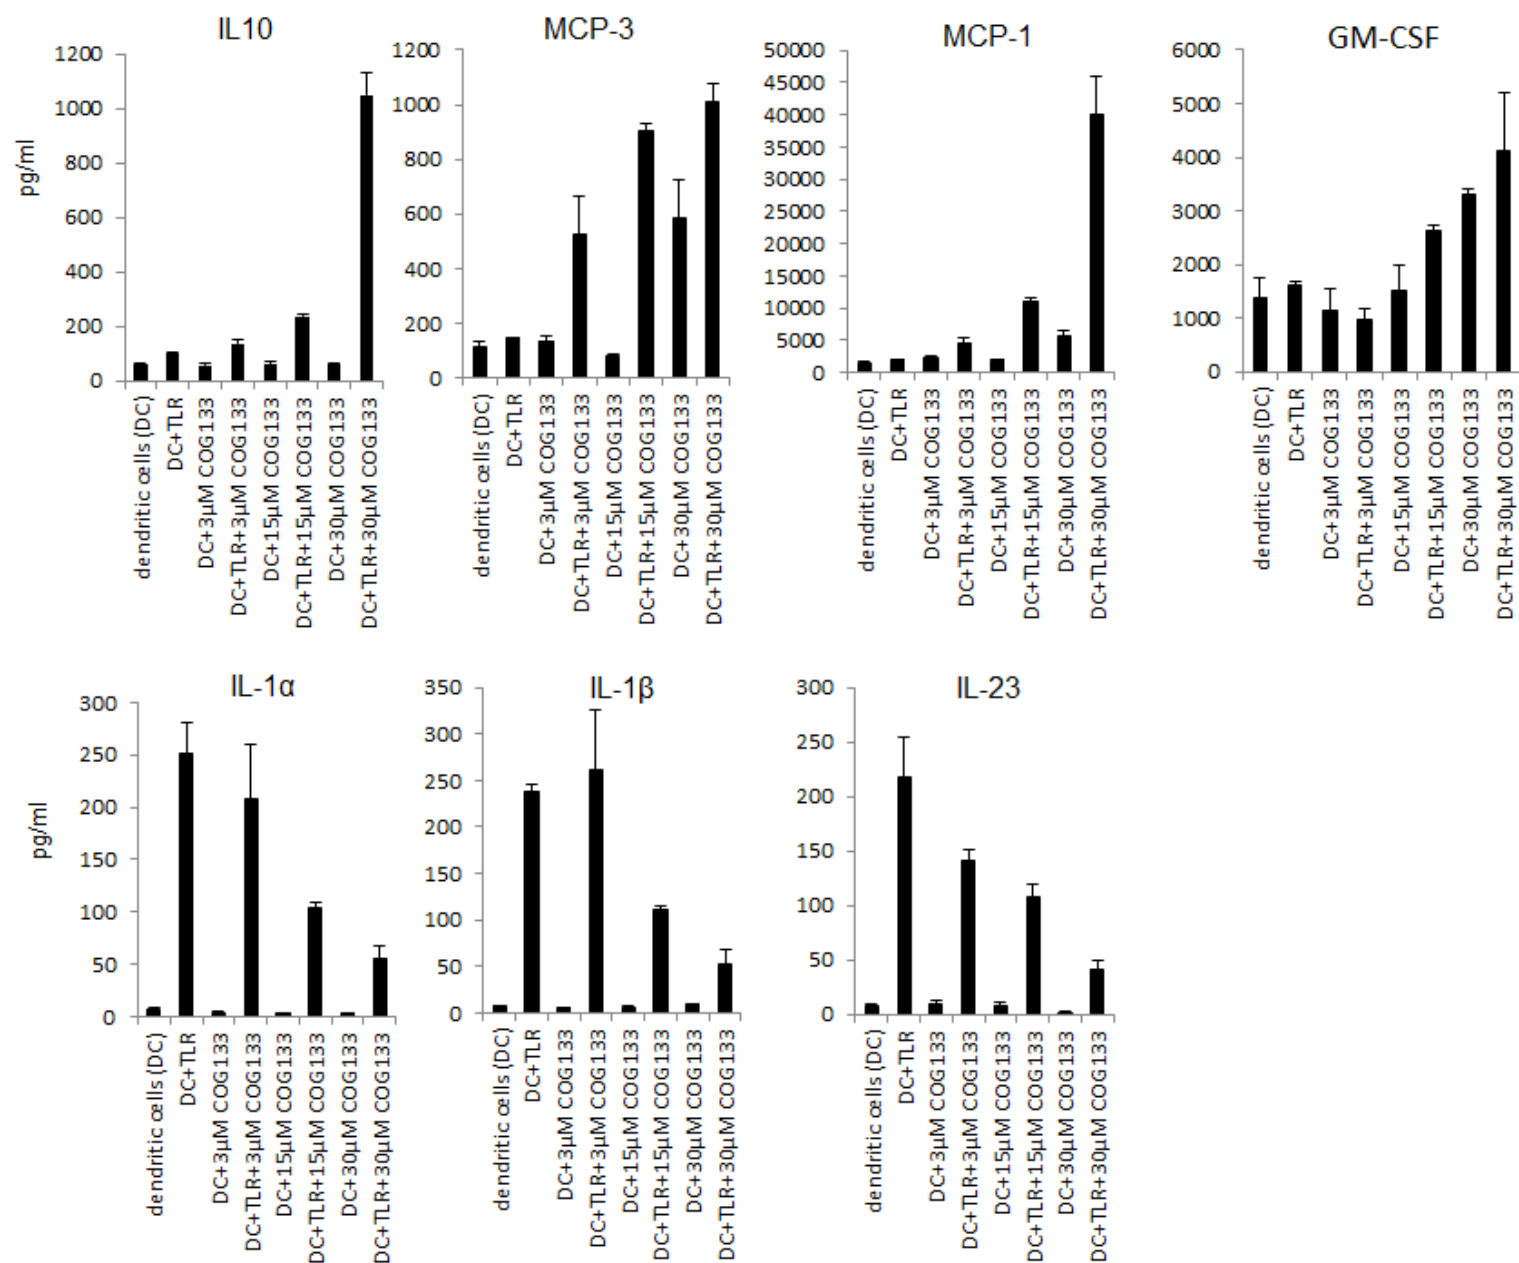 IL10
pg/ml
1200
1000
800
600
400
200
0
dendritic cells (DC)
DC+TLR
DC+3µM COG133
DC+TLR+3µM COG133
DC+15µM COG133
DC+TLR+15µM COG133
DC+30µM COG133
DC+TLR+30µM COG133
MCP-3
1200
1000
800
600
400
200
0
dendritic cells (DC)
DC+TLR
DC+3µM COG133
DC+TLR+3µM COG133
DC+15µM COG133
DC+TLR+15µM COG133
DC+30µM COG133
DC+TLR+30µM COG133
MCP-1
50000
45000
40000
35000
30000
25000
20000
15000
10000
5000
0
dendritic cells (DC)
DC+TLR
DC+3µM COG133
DC+TLR+3µM COG133
DC+15µM COG133
DC+TLR+15µM COG133
DC+30µM COG133
DC+TLR+30µM COG133
GM-CSF
6000
5000
4000
3000
2000
1000
0
dendritic cells (DC)
DC+TLR
DC+3µM COG133
DC+TLR+3µM COG133
DC+15µM COG133
DC+TLR+15µM COG133
DC+30µM COG133
DC+TLR+30µM COG133
IL-1α
pg/ml
300
250
200
150
100
50
0
dendritic cells (DC)
DC+TLR
DC+3µM COG133
DC+TLR+3µM COG133
DC+15µM COG133
DC+TLR+15µM COG133
DC+30µM COG133
DC+TLR+30µM COG133
IL-1β
350
300
250
200
150
100
50
0
dendritic cells (DC)
DC+TLR
DC+3µM COG133
DC+TLR+3µM COG133
DC+15µM COG133
DC+TLR+15µM COG133
DC+30µM COG133
DC+TLR+30µM COG133
IL-23
300
250
200
150
100
50
0
dendritic cells (DC)
DC+TLR
DC+3µM COG133
DC+TLR+3µM COG133
DC+15µM COG133
DC+TLR+15µM COG133
DC+30µM COG133
DC+TLR+30µM COG133